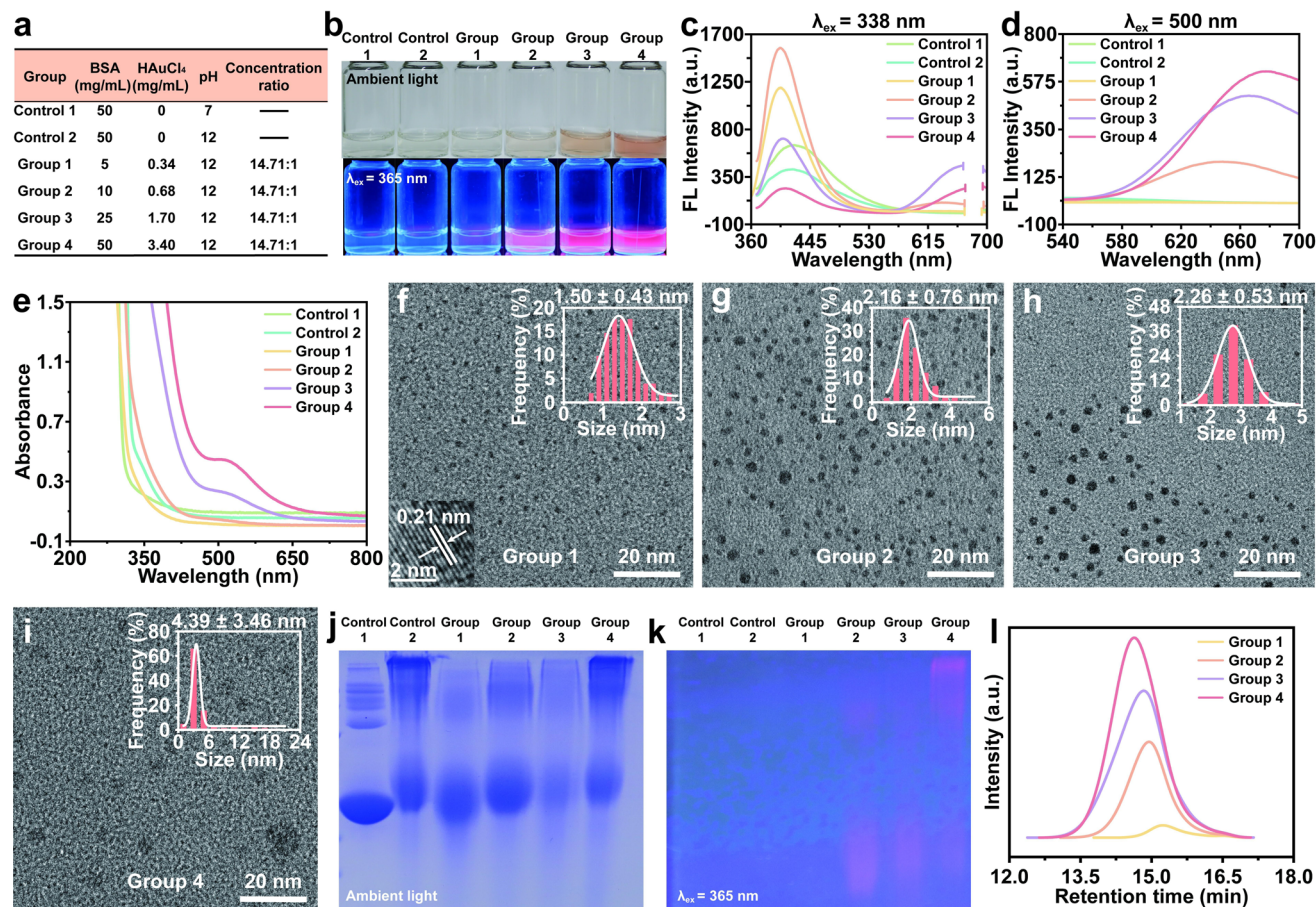 a
Group BSA (mg/mL) HAuCl₄ (mg/mL) pH Concentration ratio
Control 1 50 0 7 —
Control 2 50 0 12 —
Group 1 5 0.34 12 14.71:1
Group 2 10 0.68 12 14.71:1
Group 3 25 1.70 12 14.71:1
Group 4 50 3.40 12 14.71:1
b
Control 1 Control 2 Group 1 Group 2 Group 3 Group 4
Ambient light
λex = 365 nm
c
λex = 338 nm
FL Intensity (a.u.)
1700
1250
800
350
-100
Control 1
Control 2
Group 1
Group 2
Group 3
Group 4
360 445 530 615 700
Wavelength (nm)
d
λex = 500 nm
FL Intensity (a.u.)
800
575
350
125
-100
Control 1
Control 2
Group 1
Group 2
Group 3
Group 4
540 580 620 660 700
Wavelength (nm)
e
Absorbance
1.5
1.1
0.7
0.3
-0.1
Control 1
Control 2
Group 1
Group 2
Group 3
Group 4
200 350 500 650 800
Wavelength (nm)
f
1.50 ± 0.43 nm
Frequency (%)
20
15
10
5
0
0 1 2 3
Size (nm)
0.21 nm
2 nm
Group 1
20 nm
g
2.16 ± 0.76 nm
Frequency (%)
40
30
20
10
0
0 2 4 6
Size (nm)
Group 2
20 nm
h
2.26 ± 0.53 nm
Frequency (%)
48
36
24
12
0
1 2 3 4 5
Size (nm)
Group 3
20 nm
i
4.39 ± 3.46 nm
Frequency (%)
80
60
40
20
0
0 6 12 18 24
Size (nm)
Group 4
20 nm
j
Control 1 Control 2 Group 1 Group 2 Group 3 Group 4
Ambient light
k
Control 1 Control 2 Group 1 Group 2 Group 3 Group 4
λex = 365 nm
l
Intensity (a.u.)
Group 1
Group 2
Group 3
Group 4
12.0 13.5 15.0 16.5 18.0
Retention time (min)